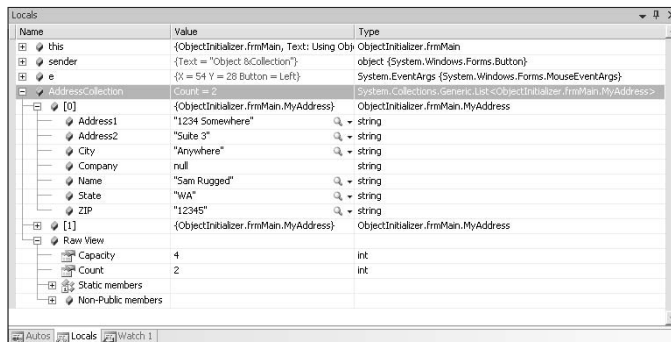 Locals
Name Value Type
this {ObjectInitializer.frmMain, Text: Using Obj ObjectInitializer.frmMain
sender {Text = "Object &Collection"} object {System.Windows.Forms.Button}
e {X = 54 Y = 28 Button = Left} System.EventArgs {System.Windows.Forms.MouseEventArgs}
AddressCollection Count = 2 System.Collections.Generic.List<ObjectInitializer.frmMain.MyAddress>
[0] {ObjectInitializer.frmMain.MyAddress} ObjectInitializer.frmMain.MyAddress
Address1 "1234 Somewhere" string
Address2 "Suite 3" string
City "Anywhere" string
Company null string
Name "Sam Rugged" string
State "WA" string
ZIP "12345" string
[1] {ObjectInitializer.frmMain.MyAddress} ObjectInitializer.frmMain.MyAddress
Raw View
Capacity 4 int
Count 2 int
Static members
Non-Public members
Autos Locals Watch 1